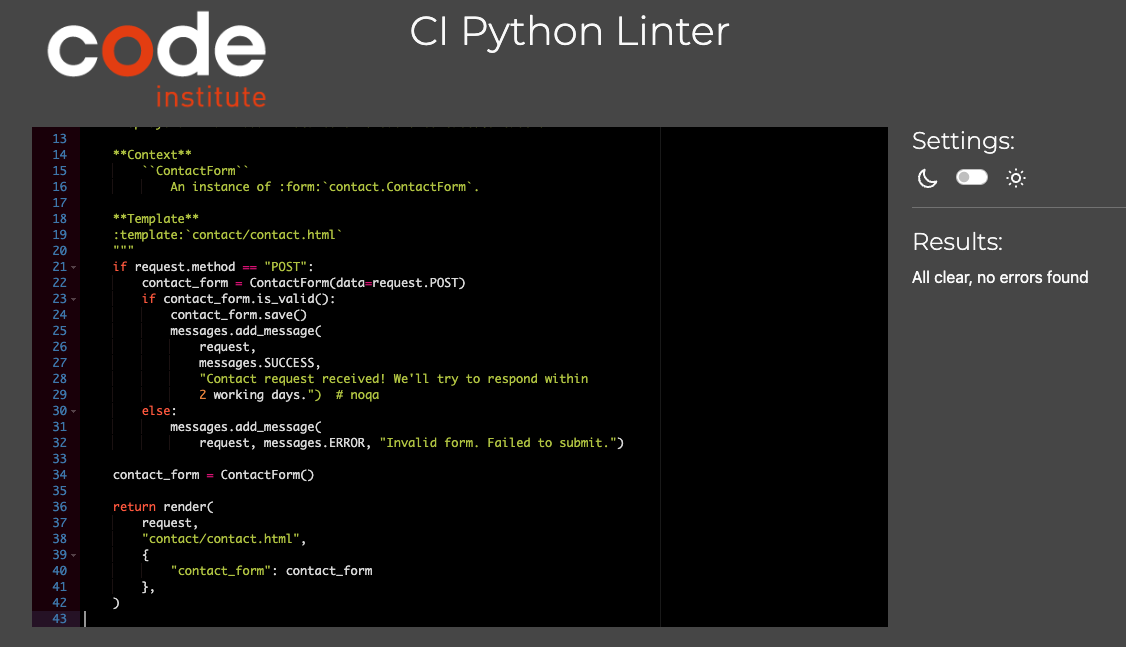 code
institute
CI Python Linter
13
14 **Context**
15 ``ContactForm``
16 An instance of :form:`contact.ContactForm`.
17
18 **Template**
19 :template:`contact/contact.html`
20 """
21 if request.method == "POST":
22 contact_form = ContactForm(data=request.POST)
23 if contact_form.is_valid():
24 contact_form.save()
25 messages.add_message(
26 request,
27 messages.SUCCESS,
28 "Contact request received! We'll try to respond within
29 2 working days.")  # noqa
30 else:
31 messages.add_message(
32 request, messages.ERROR, "Invalid form. Failed to submit.")
33
34 contact_form = ContactForm()
35
36 return render(
37 request,
38 "contact/contact.html",
39 {
40 "contact_form": contact_form
41 },
42 )
43
Settings:
Results:
All clear, no errors found